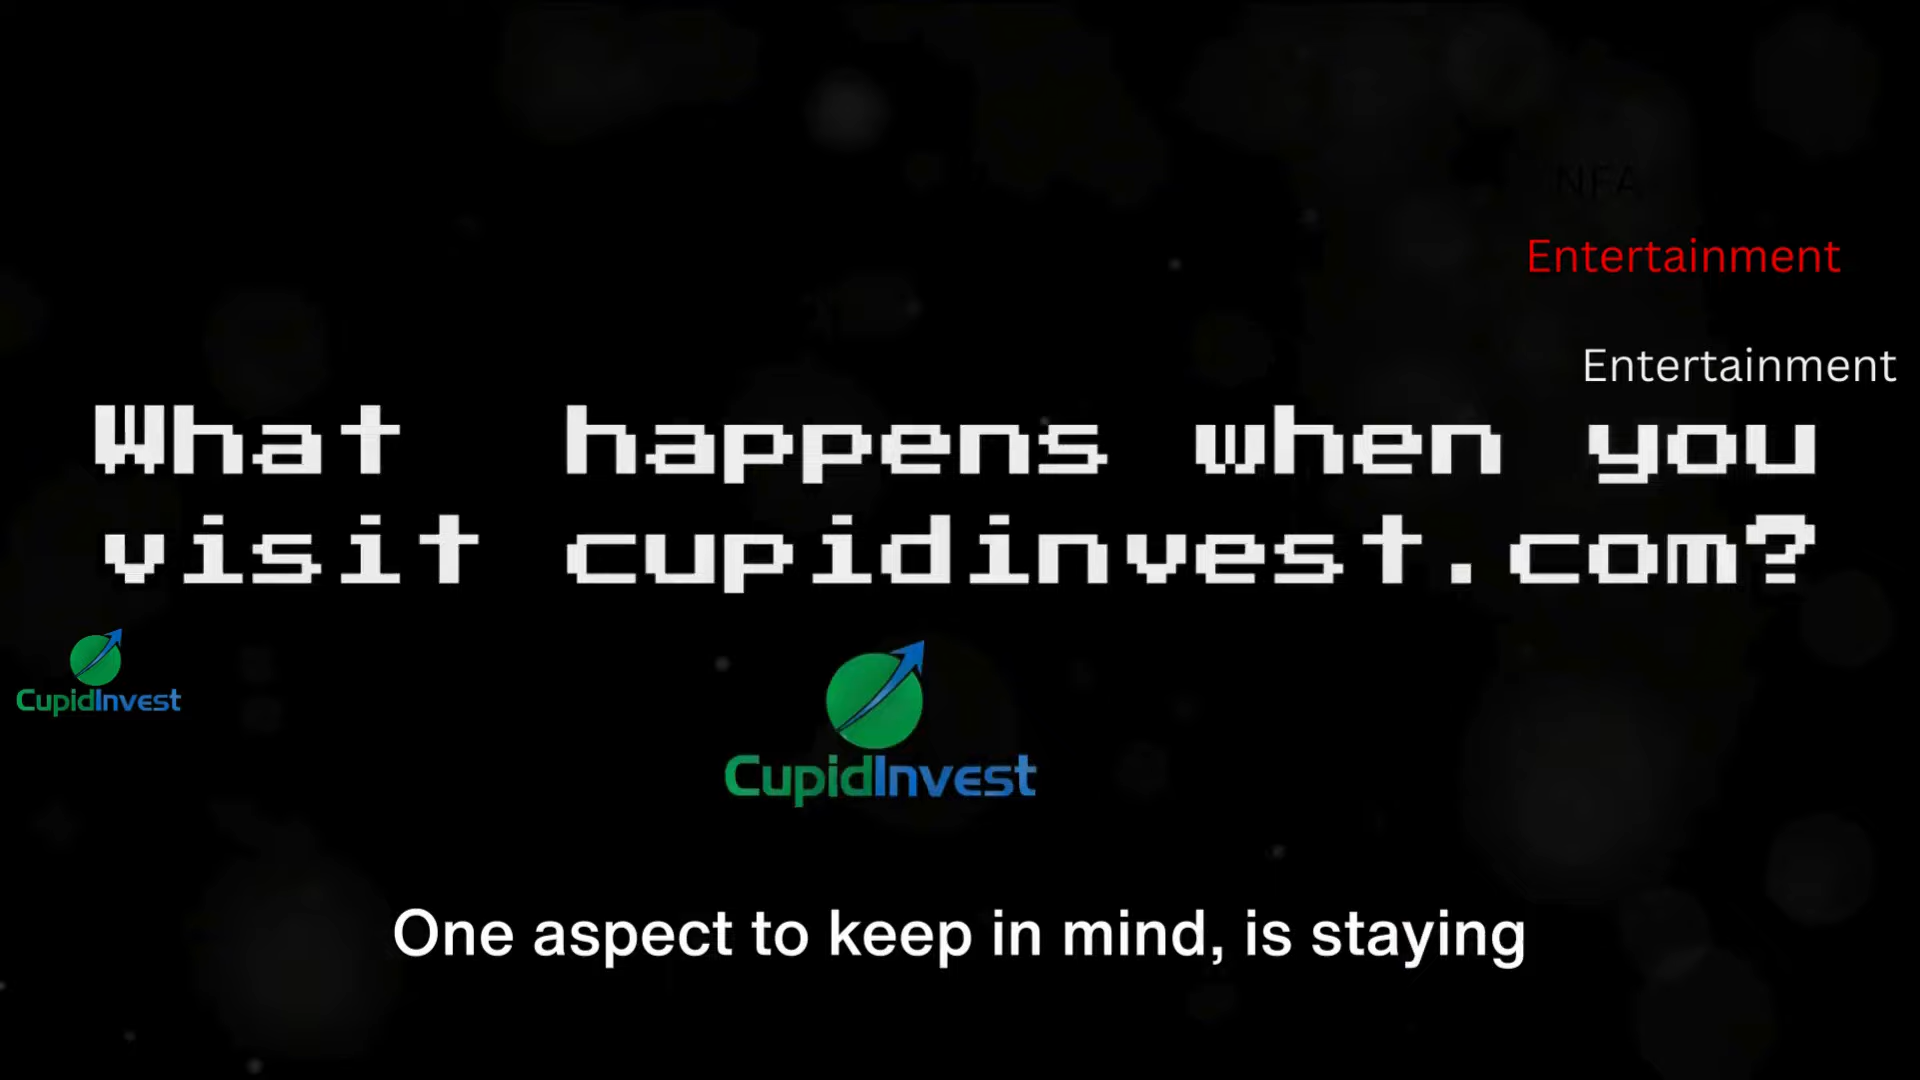 NFA
Entertainment
Entertainment
What happens when you
visit cupidinvest.com?
CupidInvest
CupidInvest
One aspect to keep in mind, is staying